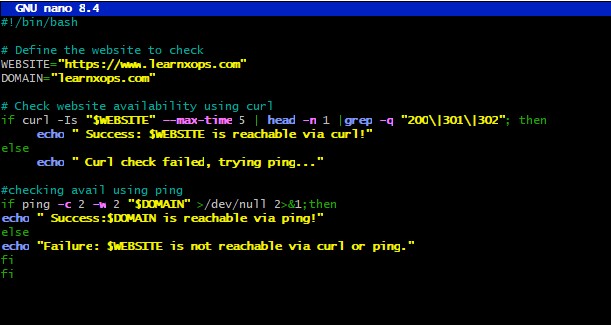 GNU nano 8.4
#!/bin/bash
# Define the website to check
WEBSITE="https://www.learnxops.com"
DOMAIN="learnxops.com"
# Check website availability using curl
if curl -Is "$WEBSITE" --max-time 5 | head -n 1 |grep -q "200\|301\|302"; then
echo " Success: $WEBSITE is reachable via curl!"
else
echo " Curl check failed, trying ping..."
#checking avail using ping
if ping -c 2 -w 2 "$DOMAIN" >/dev/null 2>&1;then
echo " Success:$DOMAIN is reachable via ping!"
else
echo "Failure: $WEBSITE is not reachable via curl or ping."
fi
fi